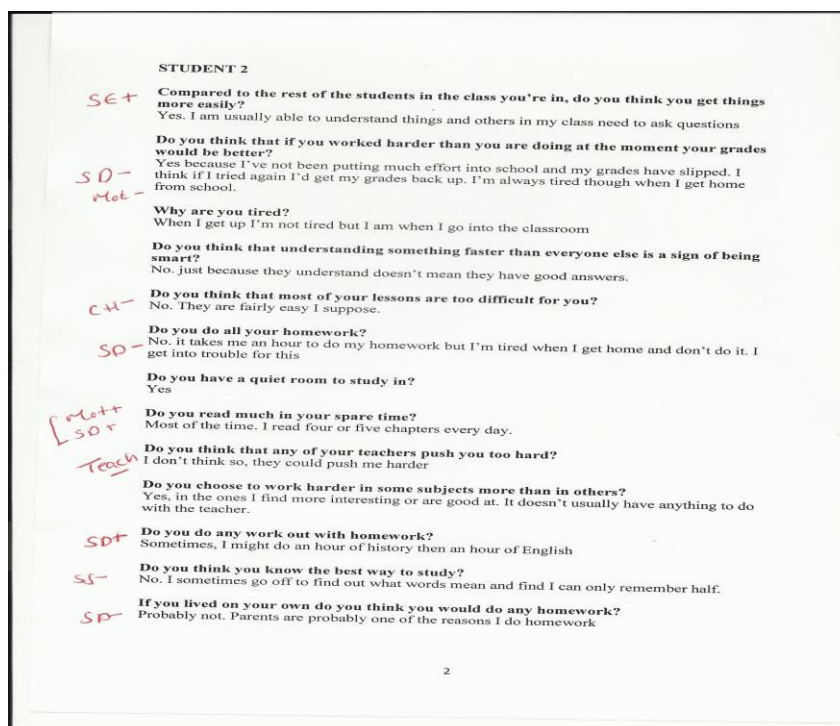 STUDENT 2
SE+
Compared to the rest of the students in the class you're in, do you think you get things
more easily?
Yes. I am usually able to understand things and others in my class need to ask questions
Do you think that if you worked harder than you are doing at the moment your grades
would be better?
SD-
Mot-
Yes because I've not been putting much effort into school and my grades have slipped. I
think if I tried again I'd get my grades back up. I'm always tired though when I get home
from school.
Why are you tired?
When I get up I'm not tired but I am when I go into the classroom
Do you think that understanding something faster than everyone else is a sign of being
smart?
No. just because they understand doesn't mean they have good answers.
CH-
Do you think that most of your lessons are too difficult for you?
No. They are fairly easy I suppose.
Do you do all your homework?
SD-
No. it takes me an hour to do my homework but I'm tired when I get home and don't do it. I
get into trouble for this
Do you have a quiet room to study in?
Yes
Mot+
SD+
Do you read much in your spare time?
Most of the time. I read four or five chapters every day.
Teach
Do you think that any of your teachers push you too hard?
I don't think so, they could push me harder
Do you choose to work harder in some subjects more than in others?
Yes, in the ones I find more interesting or are good at. It doesn't usually have anything to do
with the teacher.
SD+
Do you do any work out with homework?
Sometimes, I might do an hour of history then an hour of English
SS-
Do you think you know the best way to study?
No. I sometimes go off to find out what words mean and find I can only remember half.
SD-
If you lived on your own do you think you would do any homework?
Probably not. Parents are probably one of the reasons I do homework
2